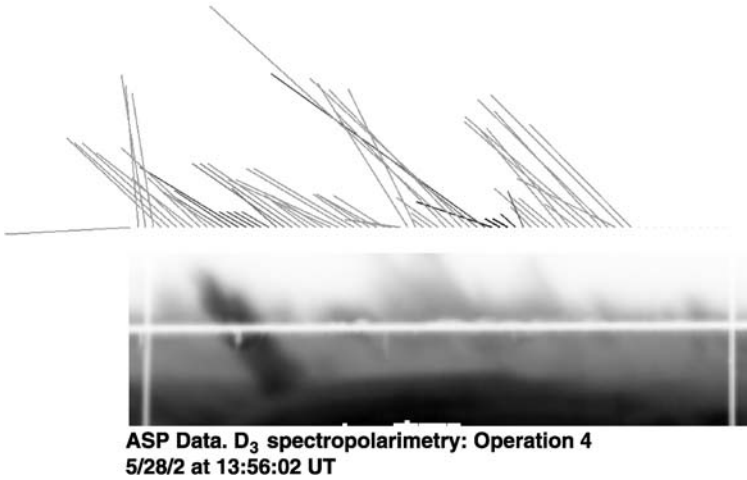 ASP Data. D₃ spectropolarimetry: Operation 4
5/28/2 at 13:56:02 UT